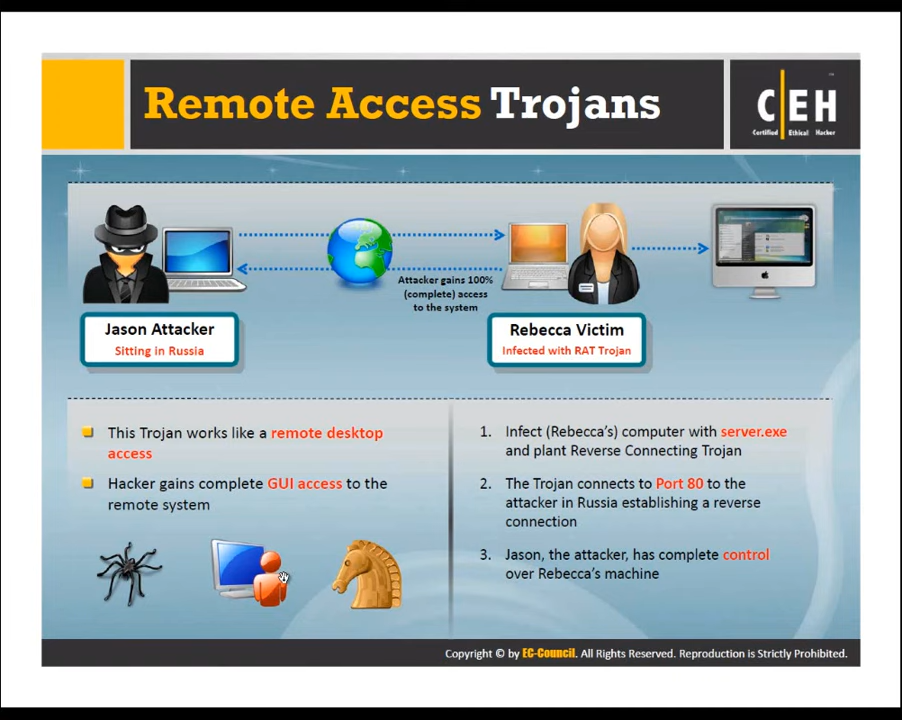 Remote Access Trojans
C|EH
Certified Ethical Hacker
Attacker gains 100%
(complete) access
to the system
Jason Attacker
Sitting in Russia
Rebecca Victim
Infected with RAT Trojan
This Trojan works like a remote desktop
access
Hacker gains complete GUI access to the
remote system
1. Infect (Rebecca's) computer with server.exe
and plant Reverse Connecting Trojan
2. The Trojan connects to Port 80 to the
attacker in Russia establishing a reverse
connection
3. Jason, the attacker, has complete control
over Rebecca's machine
Copyright © by EC-Council. All Rights Reserved. Reproduction is Strictly Prohibited.